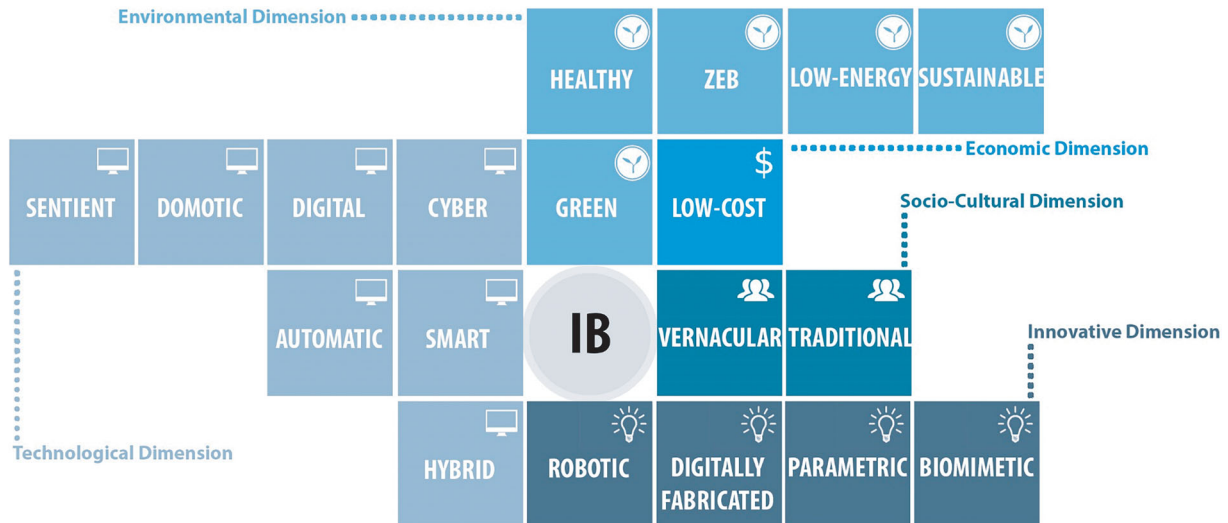 Environmental Dimension
HEALTHY
ZEB
LOW-ENERGY
SUSTAINABLE
SENTIENT
DOMOTIC
DIGITAL
CYBER
GREEN
$
LOW-COST
Economic Dimension
Socio-Cultural Dimension
AUTOMATIC
SMART
IB
VERNACULAR
TRADITIONAL
Innovative Dimension
Technological Dimension
HYBRID
ROBOTIC
DIGITALLY
FABRICATED
PARAMETRIC
BIOMIMETIC